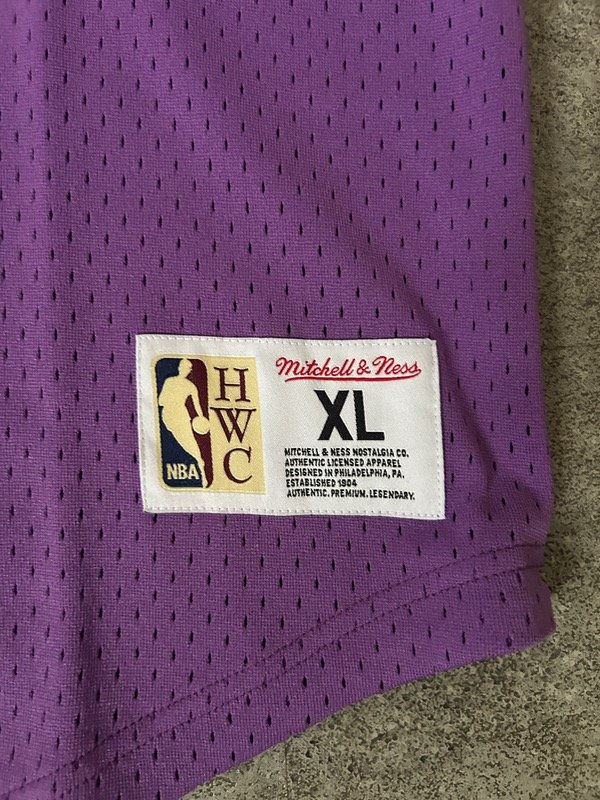 NBA
H
W
C
Mitchell & Ness
XL
MITCHELL & NESS NOSTALGIA CO.
AUTHENTIC LICENSED APPAREL
DESIGNED IN PHILADELPHIA, PA.
ESTABLISHED 1904
AUTHENTIC. PREMIUM. LEGENDARY.